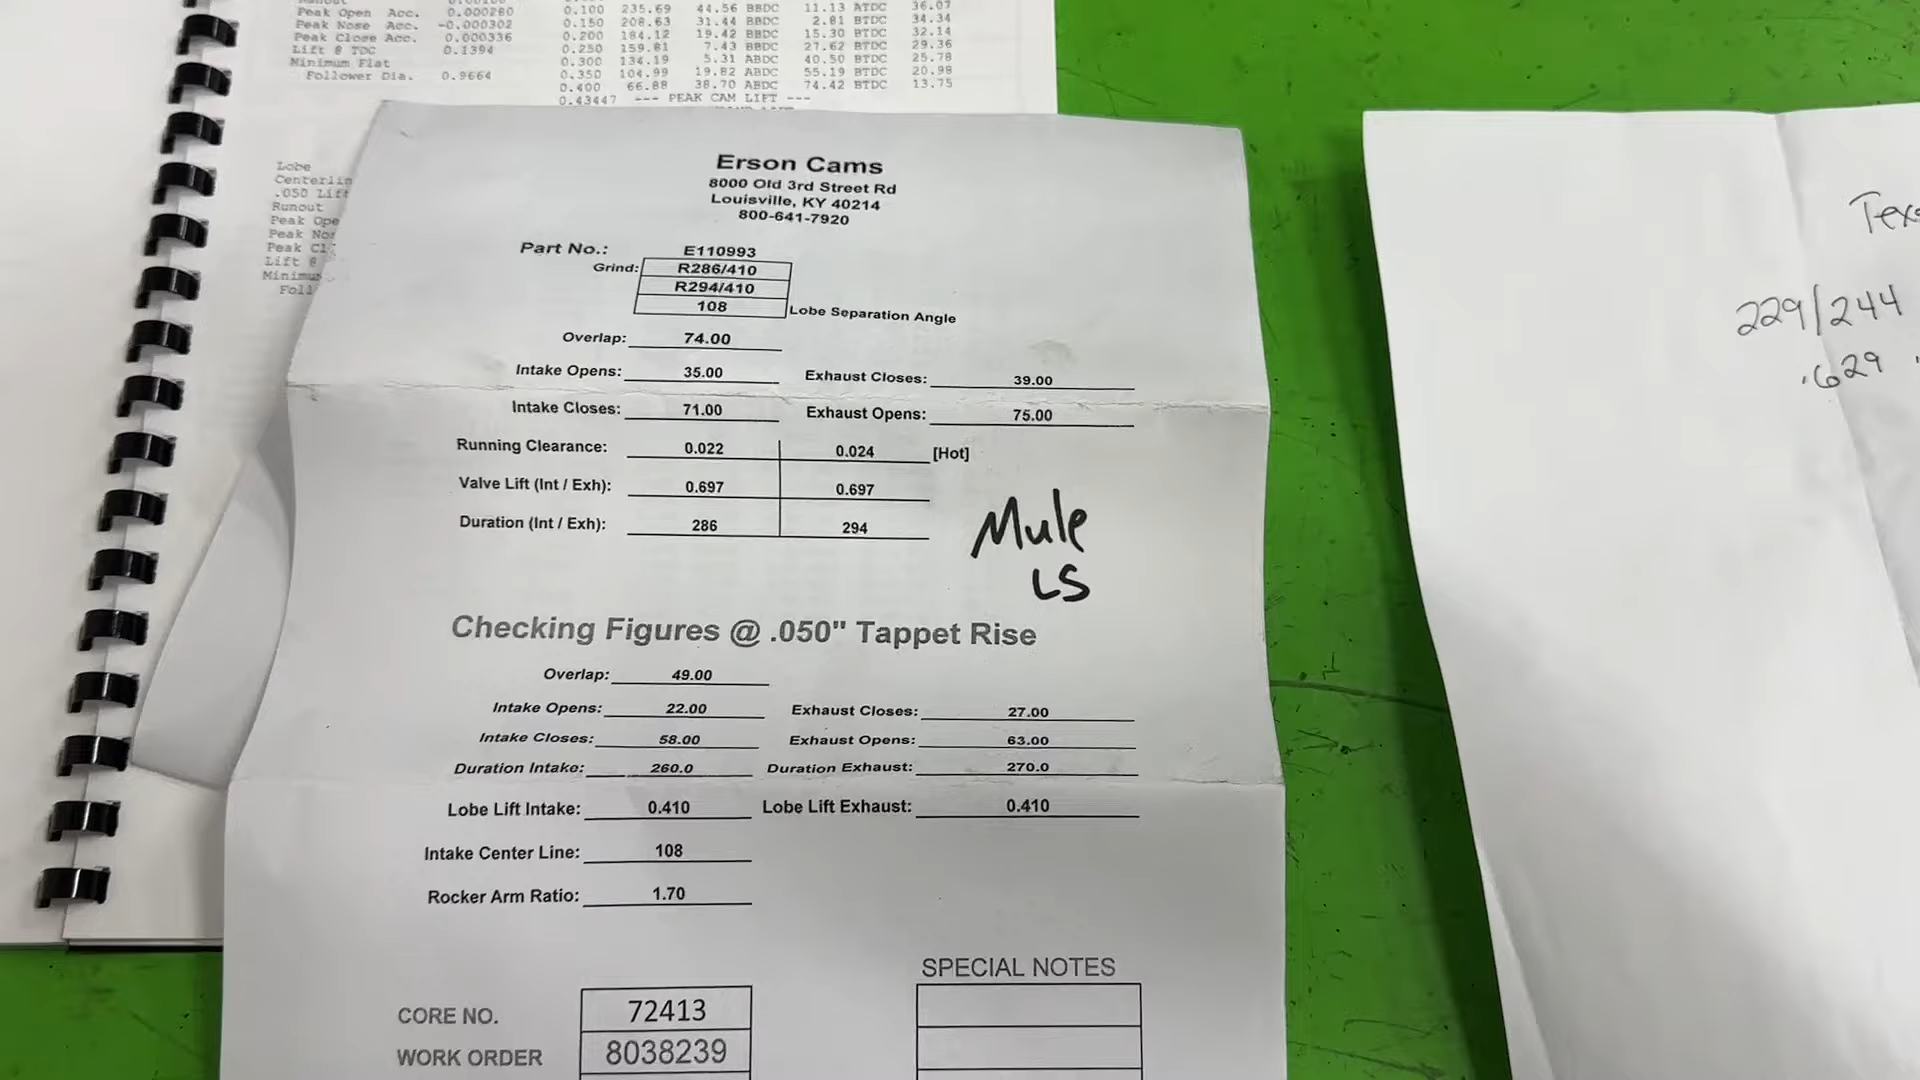 Peak Open Acc. 0.000280
Peak Nose Acc. -0.000302
Peak Close Acc. 0.000336
Lift @ TDC 0.1394
Minimum Flat
Follower Dia. 0.9664
0.100 235.69 44.56 BBDC 11.13 ATDC 36.07
0.150 208.63 31.44 BBDC 2.81 BTDC 34.34
0.200 184.12 19.42 BBDC 15.30 BTDC 32.14
0.250 159.81 7.43 BBDC 27.62 BTDC 29.36
0.300 134.19 5.31 ABDC 40.50 BTDC 25.78
0.350 104.99 19.82 ABDC 55.19 BTDC 20.98
0.400 66.88 38.70 ABDC 74.42 BTDC 13.75
0.43447 --- PEAK CAM LIFT ---
Lobe
Centerlin
.050 Lift
Runout
Peak Ope
Peak Nos
Peak Cl
Lift @
Minimum
Foll
Erson Cams
8000 Old 3rd Street Rd
Louisville, KY 40214
800-641-7920
Part No.: E110993
Grind: R286/410
R294/410
108 Lobe Separation Angle
Overlap: 74.00
Intake Opens: 35.00 Exhaust Closes: 39.00
Intake Closes: 71.00 Exhaust Opens: 75.00
Running Clearance: 0.022 0.024 [Hot]
Valve Lift (Int / Exh): 0.697 0.697
Duration (Int / Exh): 286 294
Mule
LS
Checking Figures @ .050" Tappet Rise
Overlap: 49.00
Intake Opens: 22.00 Exhaust Closes: 27.00
Intake Closes: 58.00 Exhaust Opens: 63.00
Duration Intake: 260.0 Duration Exhaust: 270.0
Lobe Lift Intake: 0.410 Lobe Lift Exhaust: 0.410
Intake Center Line: 108
Rocker Arm Ratio: 1.70
SPECIAL NOTES
CORE NO. 72413
WORK ORDER 8038239
229/244
.629